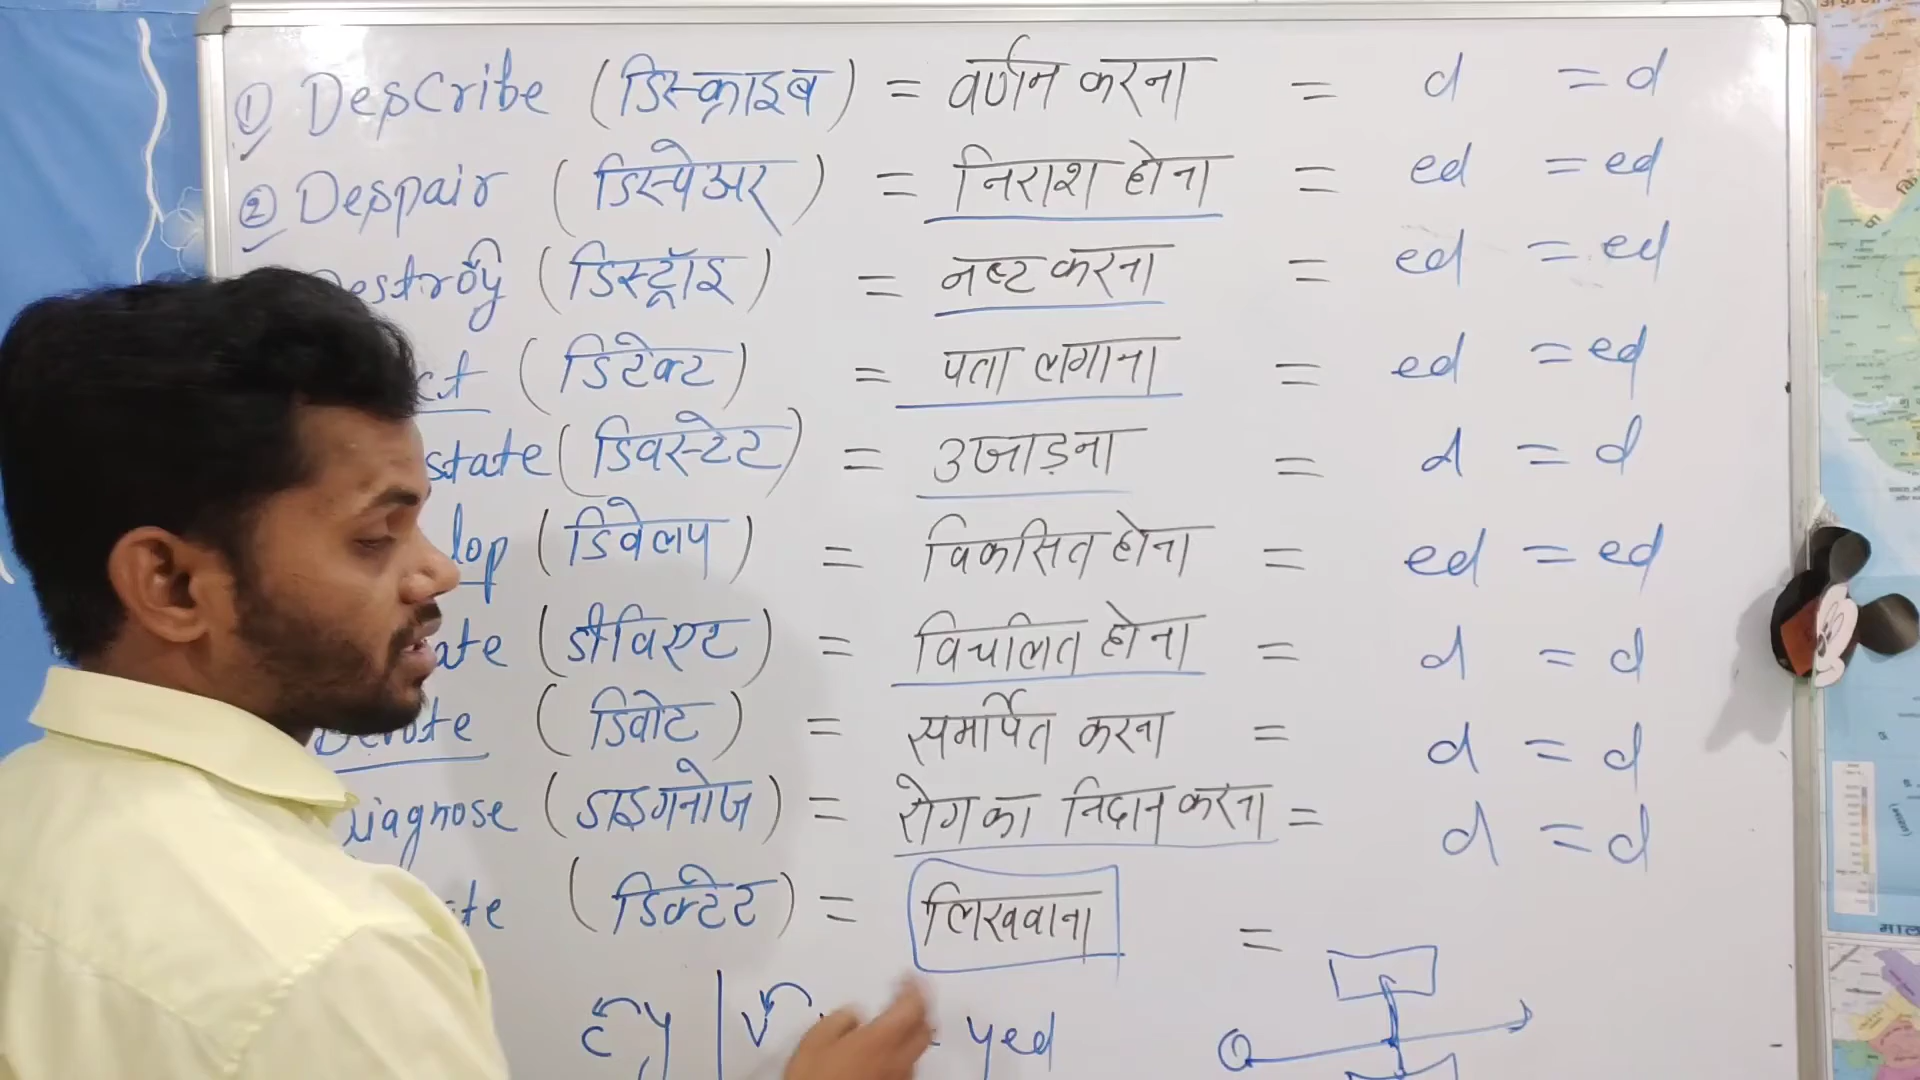 ① Describe (डिस्क्राइब) = वर्णन करना = d = d
② Despair (डिस्पेअर) = निराश होना = ed = ed
estroy (डिस्ट्रॉइ) = नष्ट करना = ed = ed
ct (डिटेक्ट) = पता लगाना = ed = ed
state (डिवस्टेट) = उजाड़ना = d = d
lop (डिवेलप) = विकसित होना = ed = ed
ate (डीविएट) = विचलित होना = d = d
Devote (डिवोट) = समर्पित करना = d = d
Diagnose (डाइगनोज) = रोग का निदान करना = d = d
te (डिक्टेट) = लिखवाना =
yed